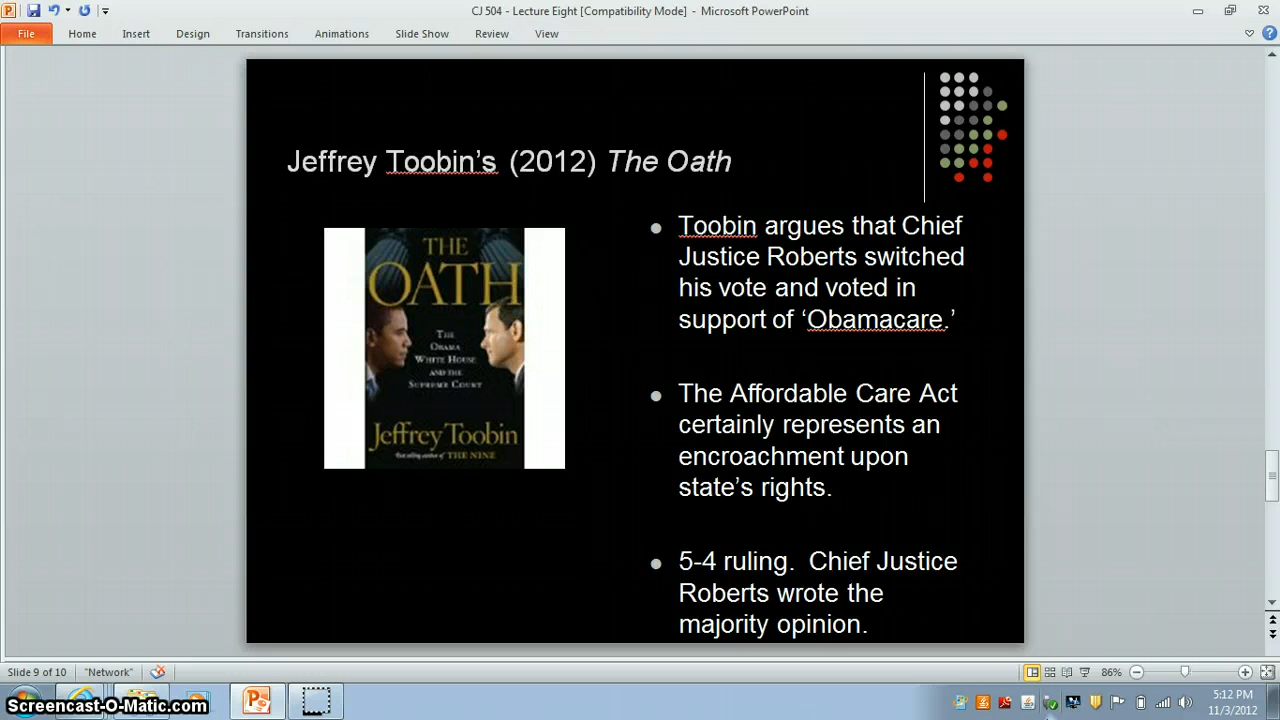 CJ 504 - Lecture Eight [Compatibility Mode] - Microsoft PowerPoint
File Home Insert Design Transitions Animations Slide Show Review View
Jeffrey Toobin's (2012) The Oath
THE
OATH
THE
OBAMA
WHITE HOUSE
AND THE
SUPREME COURT
Jeffrey Toobin
Best selling author of THE NINE
Toobin argues that Chief
Justice Roberts switched
his vote and voted in
support of ‘Obamacare.’
The Affordable Care Act
certainly represents an
encroachment upon
state’s rights.
5-4 ruling.  Chief Justice
Roberts wrote the
majority opinion.
Slide 9 of 10 "Network" 86%
Screencast-O-Matic.com
5:12 PM
11/3/2012